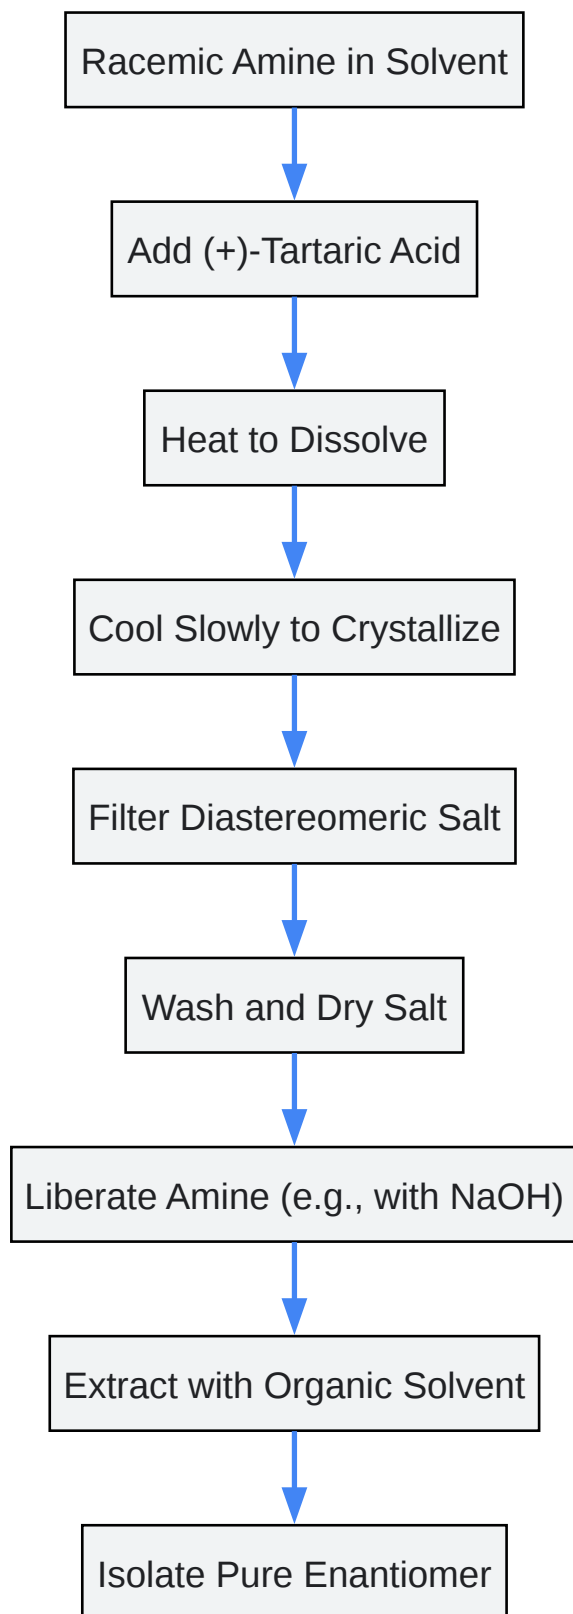 Racemic Amine in Solvent
Add (+)-Tartaric Acid
Heat to Dissolve
Cool Slowly to Crystallize
Filter Diastereomeric Salt
Wash and Dry Salt
Liberate Amine (e.g., with NaOH)
Extract with Organic Solvent
Isolate Pure Enantiomer